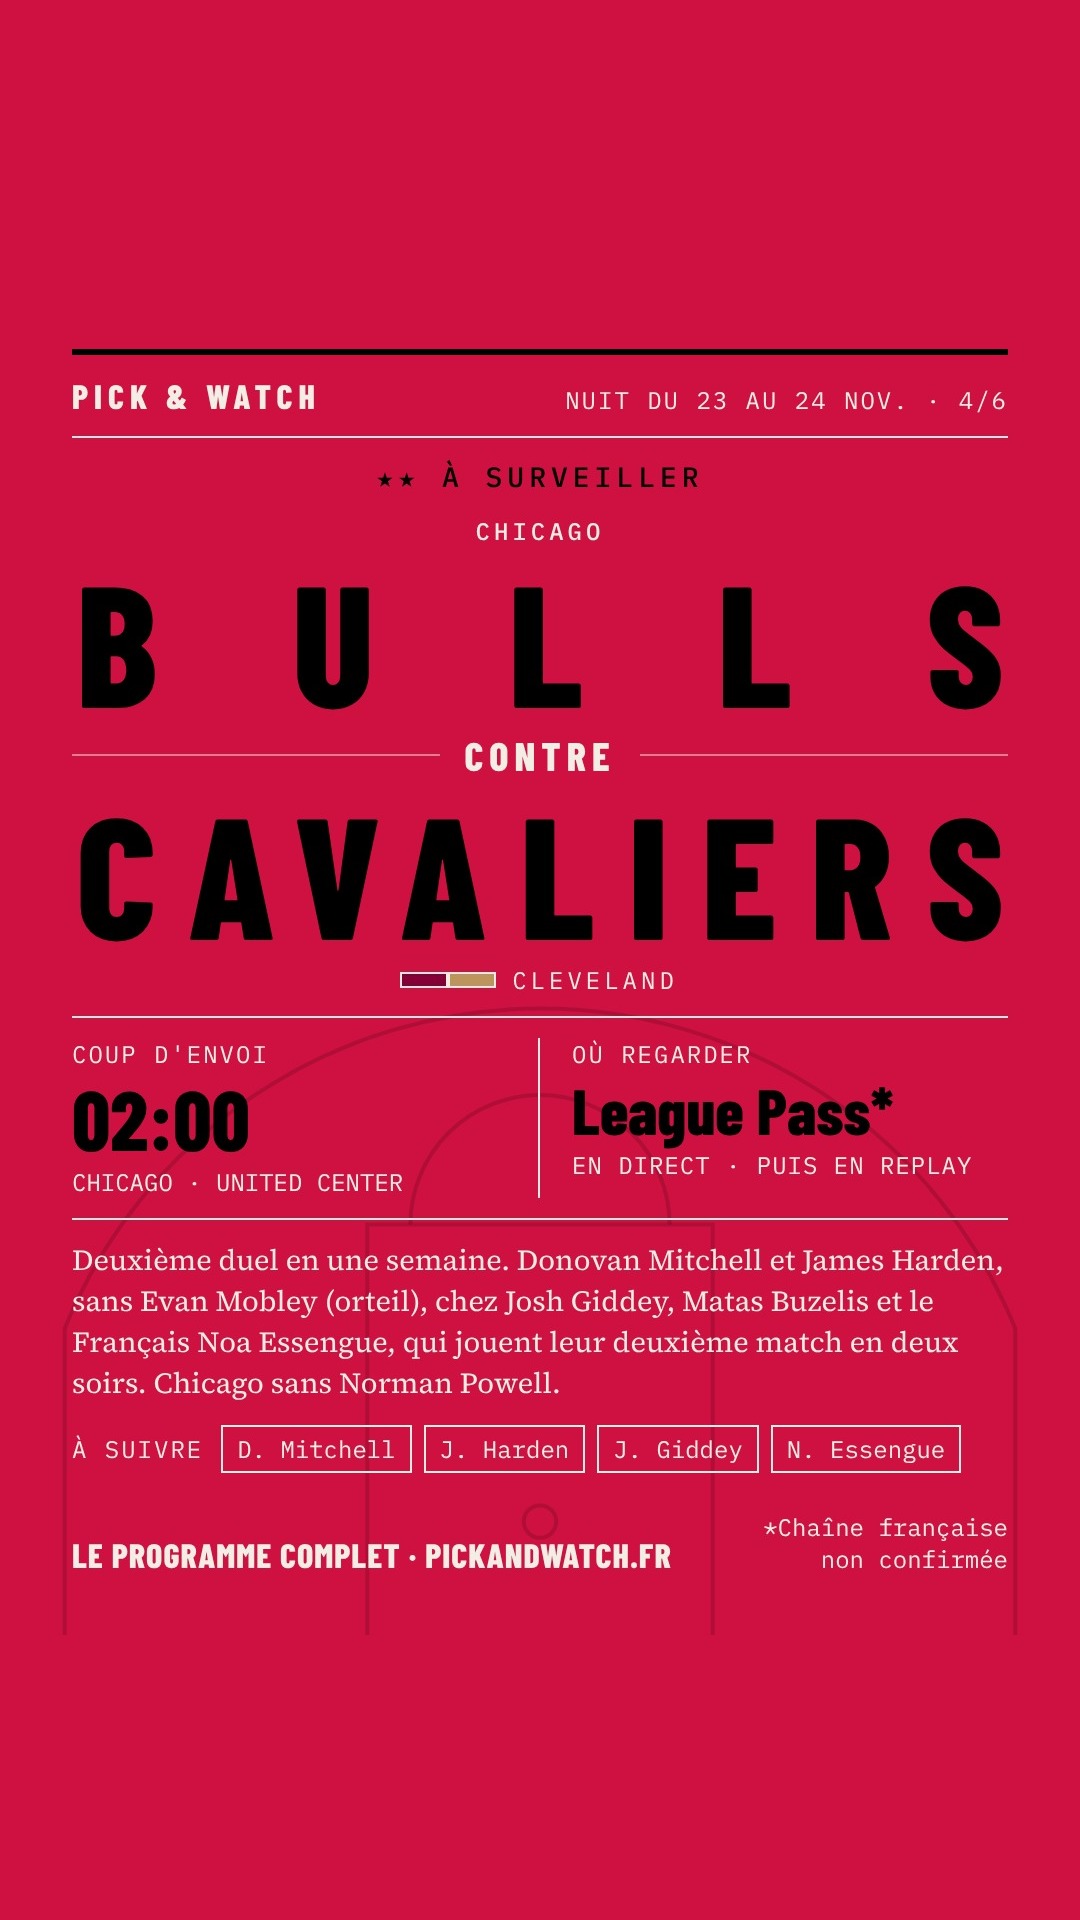 PICK & WATCH
NUIT DU 23 AU 24 NOV. · 4/6
★★ À SURVEILLER
CHICAGO
BULLS
CONTRE
CAVALIERS
CLEVELAND
COUP D'ENVOI
02:00
CHICAGO · UNITED CENTER
OÙ REGARDER
League Pass*
EN DIRECT · PUIS EN REPLAY
Deuxième duel en une semaine. Donovan Mitchell et James Harden,
sans Evan Mobley (orteil), chez Josh Giddey, Matas Buzelis et le
Français Noa Essengue, qui jouent leur deuxième match en deux
soirs. Chicago sans Norman Powell.
À SUIVRE D. Mitchell J. Harden J. Giddey N. Essengue
LE PROGRAMME COMPLET · PICKANDWATCH.FR
*Chaîne française
non confirmée